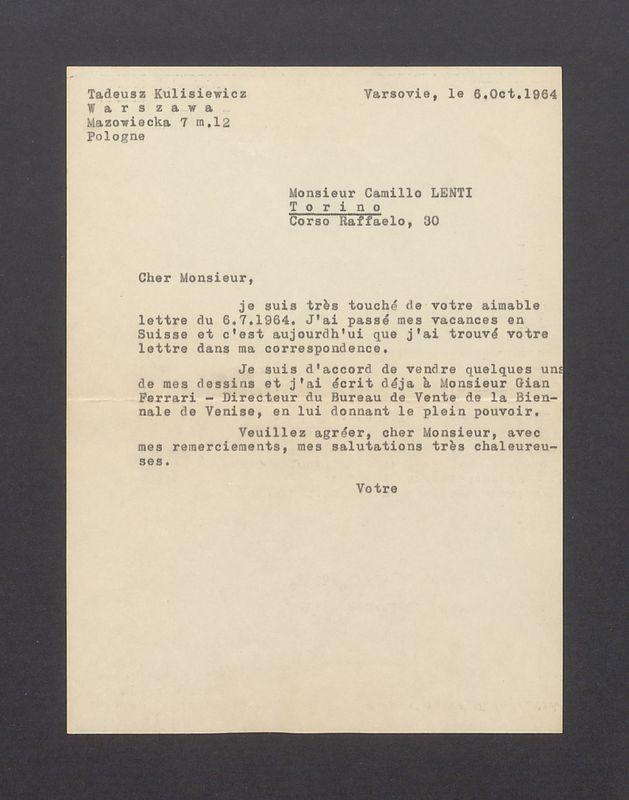 Tadeusz Kulisiewicz
Varsovie, le 6.Oct.1964
W a r s z a w a
Mazowiecka 7 m.12
Pologne
Monsieur Camillo LENTI
T o r i n o
Corso Raffaelo, 30
Cher Monsieur,
je suis très touché de votre aimable
lettre du 6.7.1964. J'ai passé mes vacances en
Suisse et c'est aujourdh'ui que j'ai trouvé votre
lettre dans ma correspondence.
Je suis d'accord de vendre quelques uns
de mes dessins et j'ai écrit déja à Monsieur Gian
Ferrari - Directeur du Bureau de Vente de la Bien-
nale de Venise, en lui donnant le plein pouvoir.
Veuillez agréer, cher Monsieur, avec
mes remerciements, mes salutations très chaleureu-
ses.
Votre